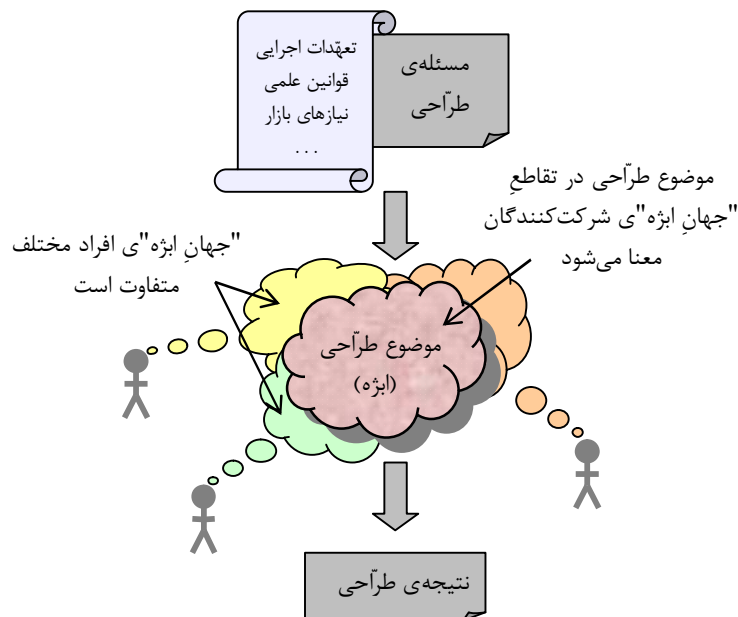 تعهّدات اجرایی
قوانین علمی
نیازهای بازار
. . .
مسئله‌ی
طرّاحی
موضوع طرّاحی در تقاطعِ
"جهانِ ابژه"ی شرکت‌کنندگان
معنا می‌شود
"جهانِ ابژه"ی افراد مختلف
متفاوت است
موضوع طرّاحی
(ابژه)
نتیجه‌ی طرّاحی